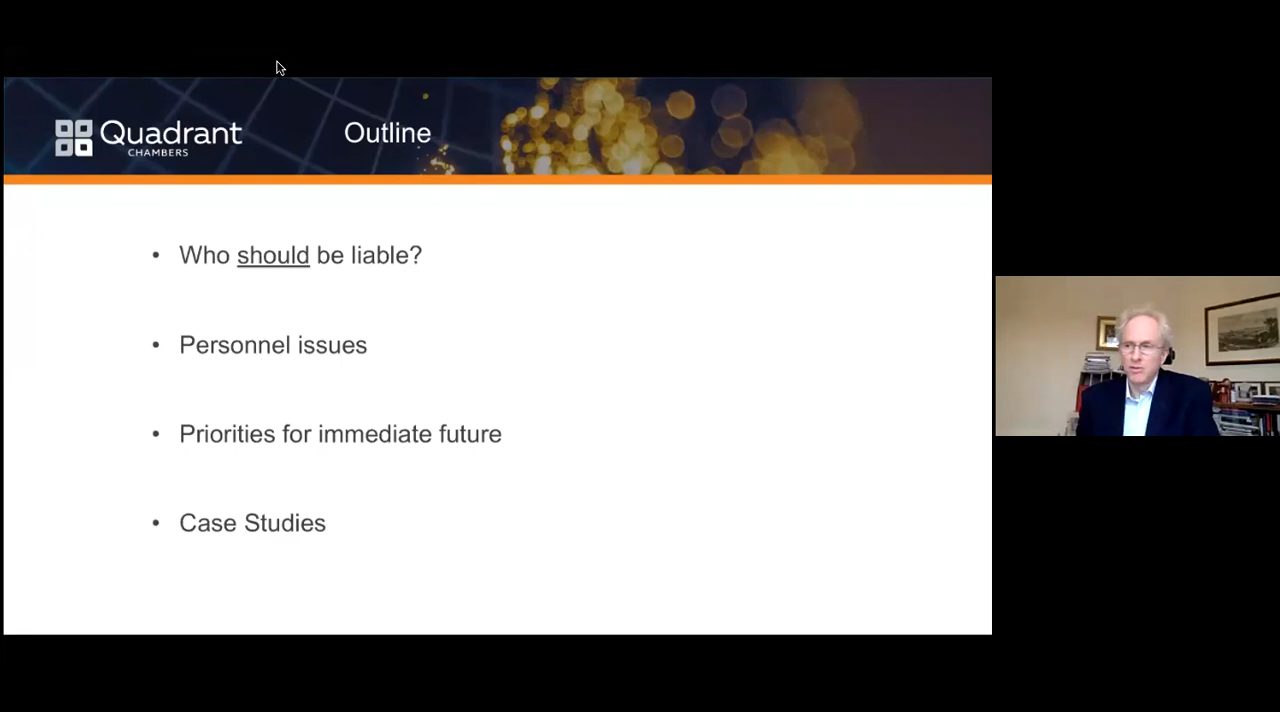 Quadrant
CHAMBERS
Outline
• Who should be liable?
• Personnel issues
• Priorities for immediate future
• Case Studies